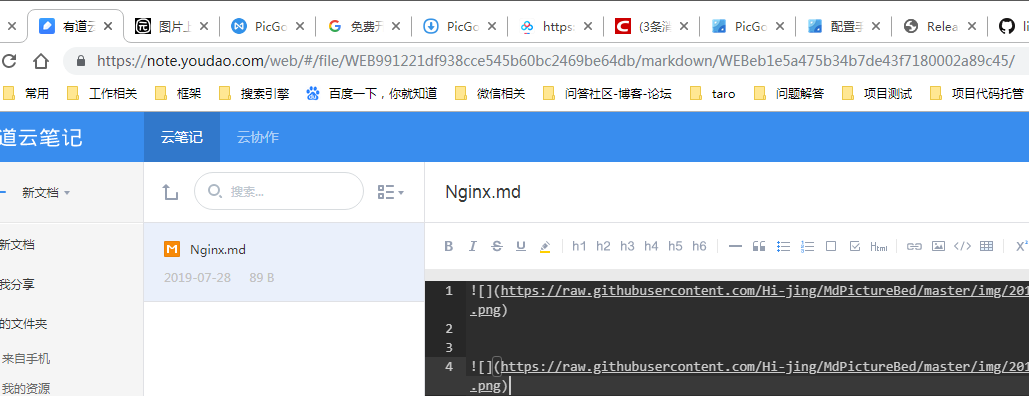 有道云 图片上 PicGo 免费开 PicGo https: (3条消 PicGo 配置手 Relea li
https://note.youdao.com/web/#/file/WEB991221df938cce545b60bc2469be64db/markdown/WEBeb1e5a475b34b7de43f7180002a89c45/
常用 工作相关 框架 搜索引擎 百度一下，你就知道 微信相关 问答社区-博客-论坛 taro 问题解答 项目测试 项目代码托管
道云笔记 云笔记 云协作
新文档 搜索... Nginx.md
新文档
我分享
的文件夹
来自手机
我的资源
Nginx.md
2019-07-28 89 B
B I S U h1 h2 h3 h4 h5 h6 Html X²
1 ![](https://raw.githubusercontent.com/Hi-jing/MdPictureBed/master/img/201
.png)
2
3
4 ![](https://raw.githubusercontent.com/Hi-jing/MdPictureBed/master/img/201
.png)